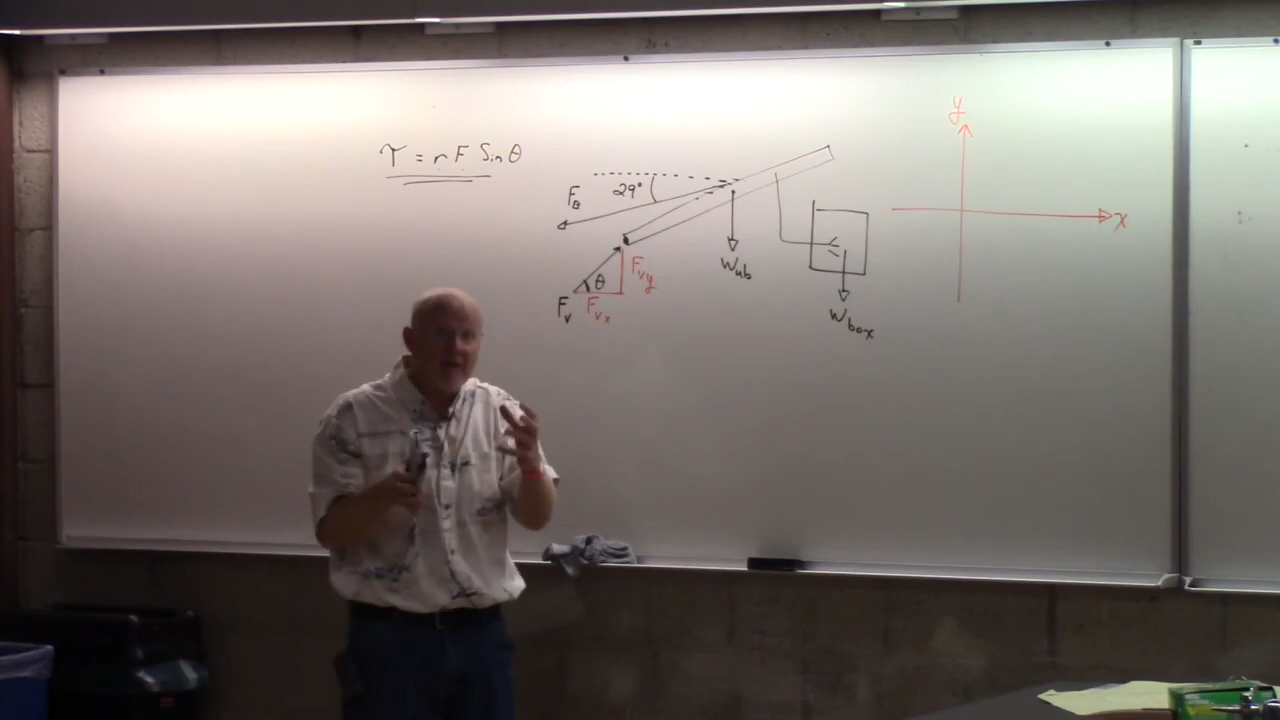 τ = r F Sin θ
29°
F_B
θ
F_v
F_vx
F_vy
W_ub
W_box
y
x